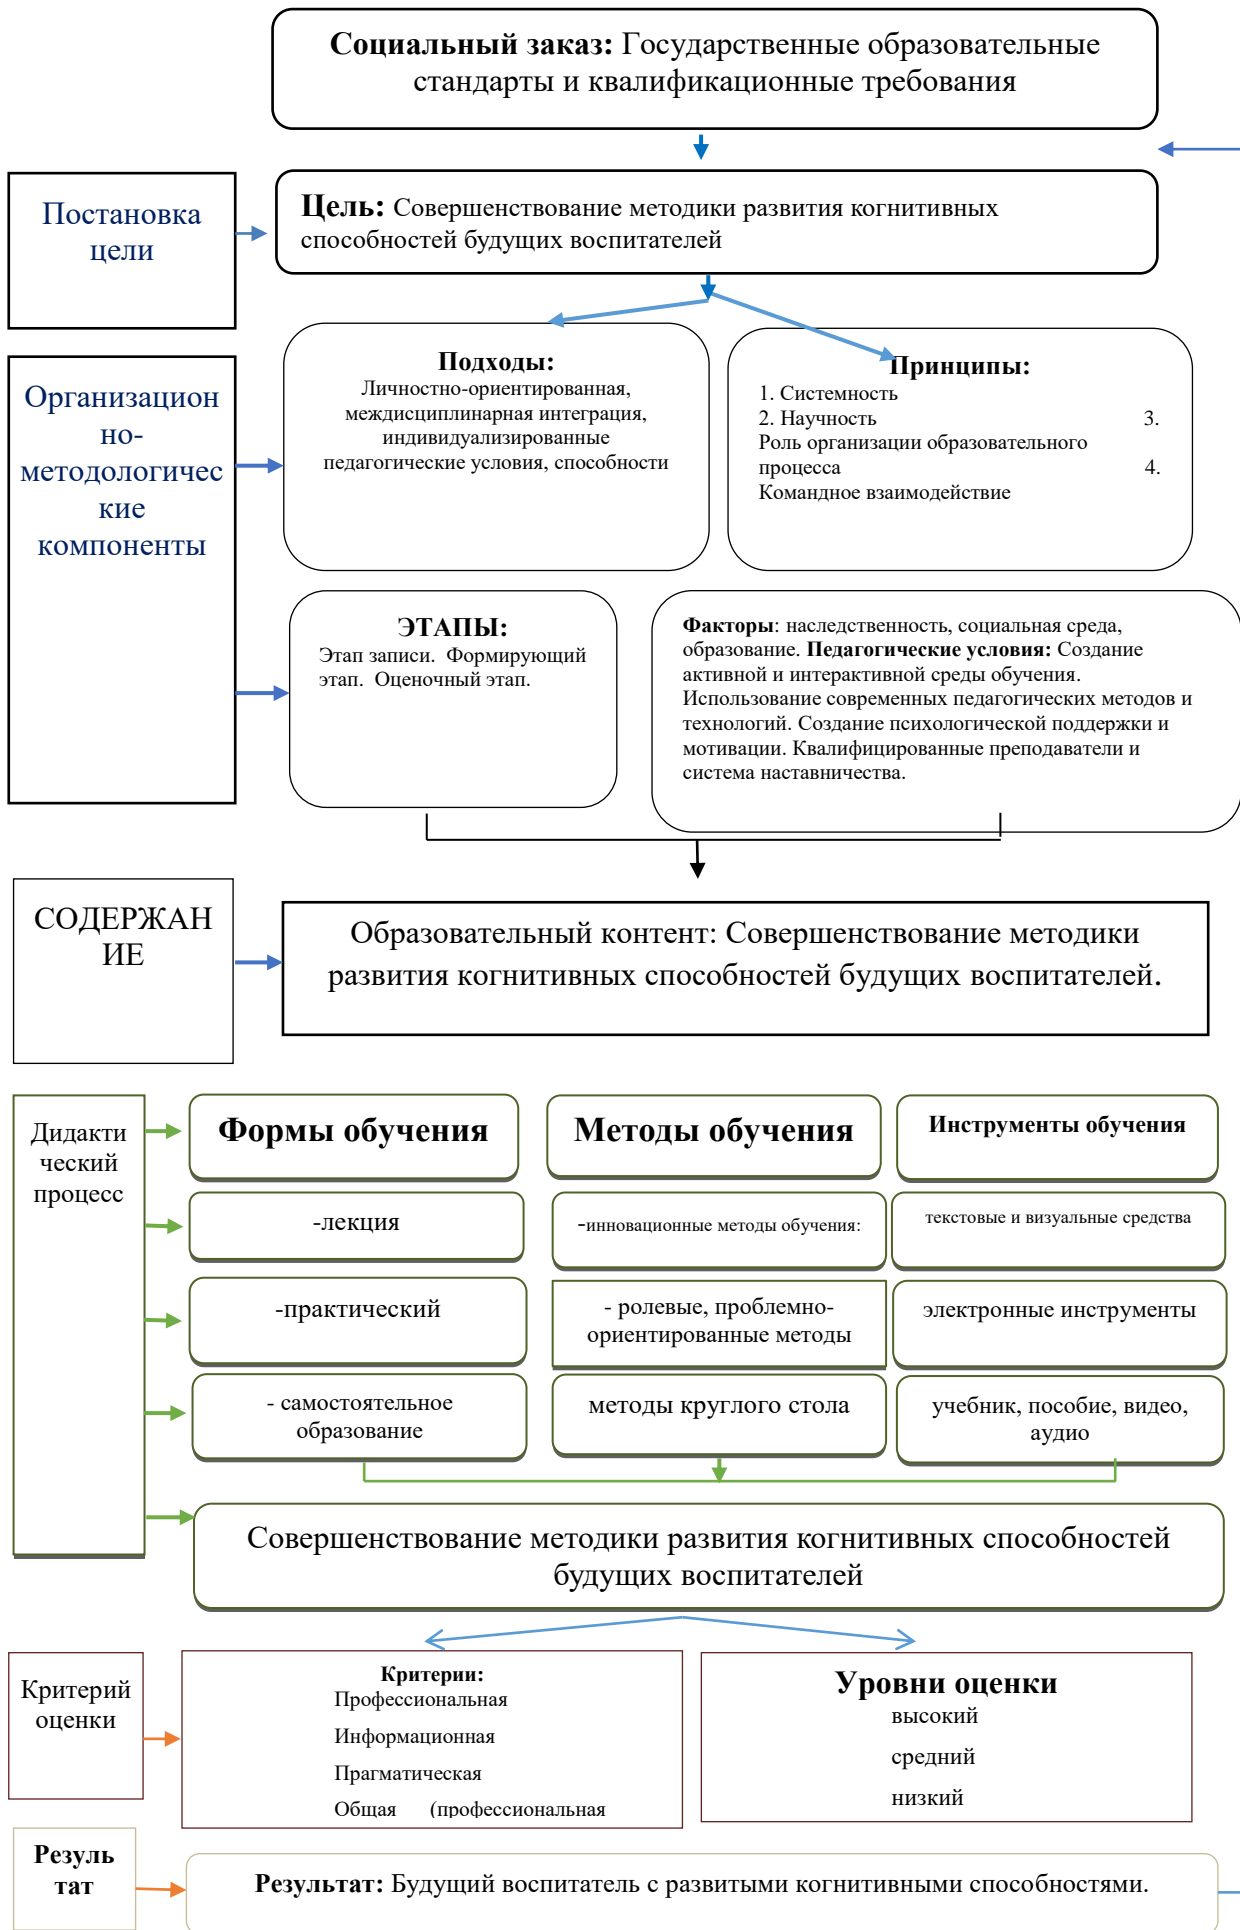 Социальный заказ: Государственные образовательные
стандарты и квалификационные требования
Постановка
цели
Цель: Совершенствование методики развития когнитивных
способностей будущих воспитателей
Организацион
но-
методологичес
кие
компоненты
Подходы:
Личностно-ориентированная,
междисциплинарная интеграция,
индивидуализированные
педагогические условия, способности
Принципы:
1. Системность
2. Научность 3.
Роль организации образовательного
процесса 4.
Командное взаимодействие
ЭТАПЫ:
Этап записи. Формирующий
этап. Оценочный этап.
Факторы: наследственность, социальная среда,
образование. Педагогические условия: Создание
активной и интерактивной среды обучения.
Использование современных педагогических методов и
технологий. Создание психологической поддержки и
мотивации. Квалифицированные преподаватели и
система наставничества.
СОДЕРЖАН
ИЕ
Образовательный контент: Совершенствование методики
развития когнитивных способностей будущих воспитателей.
Дидакти
ческий
процесс
Формы обучения
Методы обучения
Инструменты обучения
-лекция
-инновационные методы обучения:
текстовые и визуальные средства
-практический
- ролевые, проблемно-
ориентированные методы
электронные инструменты
- самостоятельное
образование
методы круглого стола
учебник, пособие, видео,
аудио
Совершенствование методики развития когнитивных способностей
будущих воспитателей
Критерий
оценки
Критерии:
Профессиональная
Информационная
Прагматическая
Общая (профессиональная
Уровни оценки
высокий
средний
низкий
Резуль
тат
Результат: Будущий воспитатель с развитыми когнитивными способностями.